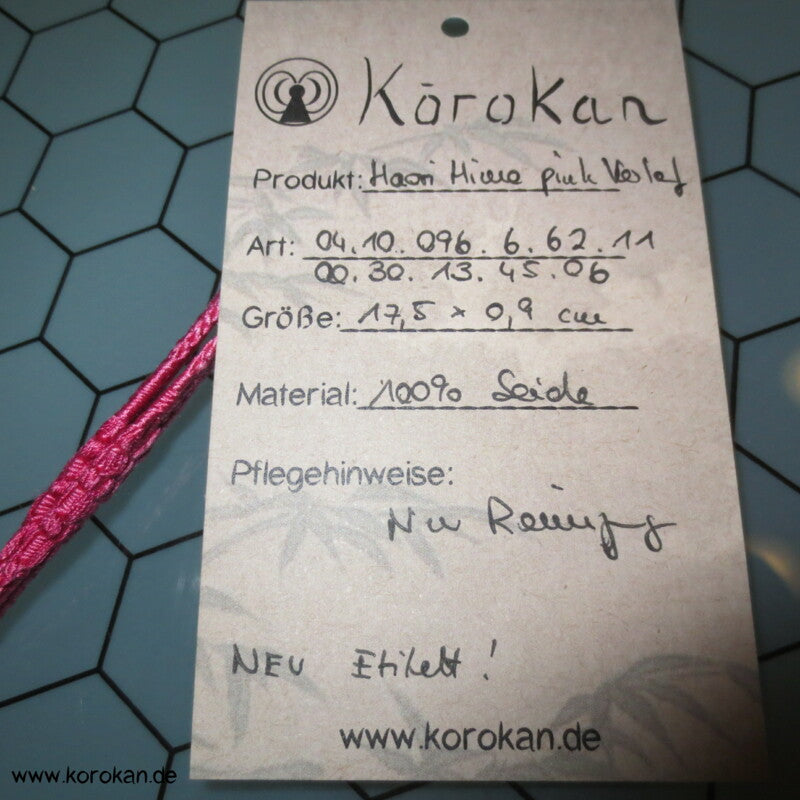 Kōrokan
Produkt: Haori Himo pink Verlauf
Art: 04.10.096.6.62.11
00.30.13.45.06
Größe: 17,5 x 0,9 cm
Material: 100% Seide
Pflegehinweise:
Nur Reinigung
NEU Etikett!
www.korokan.de
www.korokan.de